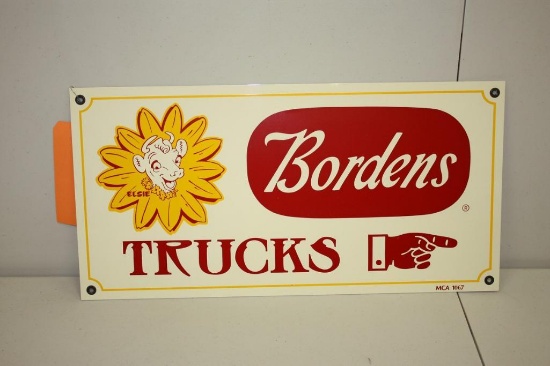 ELSIE
Bordens
®
TRUCKS
MCA 1967